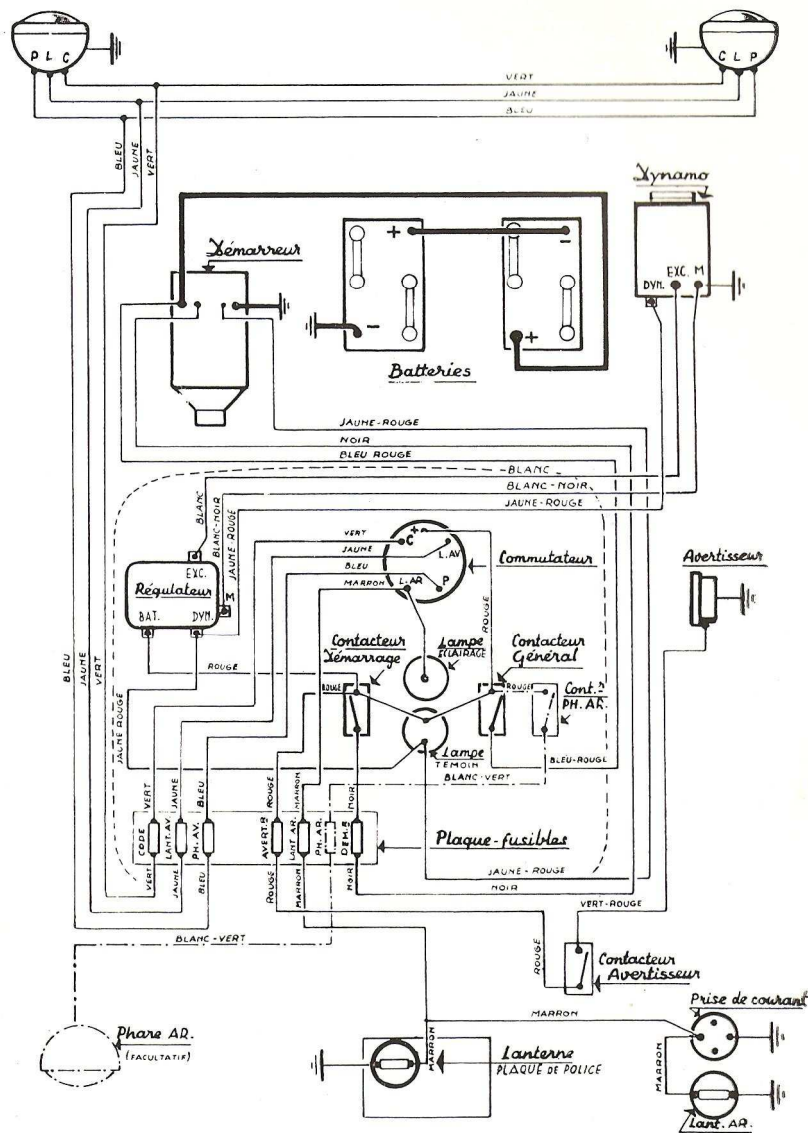 P L C
C L P
VERT
JAUNE
BLEU
BLEU
JAUNE
VERT
Dynamo
DYN. EXC. M
Démarreur
+ -
- +
Batteries
JAUNE-ROUGE
NOIR
BLEU ROUGE
BLANC
BLANC-NOIR
JAUNE-ROUGE
BLANC
BLANC-NOIR
JAUNE-ROUGE
VERT
JAUNE
BLEU
MARRON
C +
L.AV
L.AR P
Commutateur
Avertisseur
EXC.
Régulateur
M
BAT. DYN.
ROUGE
Contacteur
Démarrage
Lampe
ECLAIRAGE
Contacteur
Général
ROUGE
ROUGE
ROUGE
Cont.r
PH. AR.
BLEU
JAUNE
VERT
JAUNE ROUGE
Lampe
TÉMOIN
BLEU-ROUGE
BLANC-VERT
VERT
JAUNE
BLEU
ROUGE
MARRON
NOIR
CODE
LANT. AV.
PH. AV.
AVERT.R
LANT. AR.
PH. AR.
DEM.R
Plaque-fusibles
VERT
JAUNE
BLEU
ROUGE
MARRON
NOIR
JAUNE-ROUGE
NOIR
VERT-ROUGE
BLANC-VERT
ROUGE
Contacteur
Avertisseur
Phare AR.
(FACULTATIF)
MARRON
Prise de courant
MARRON
Lanterne
PLAQUE DE POLICE
MARRON
Lant. AR.